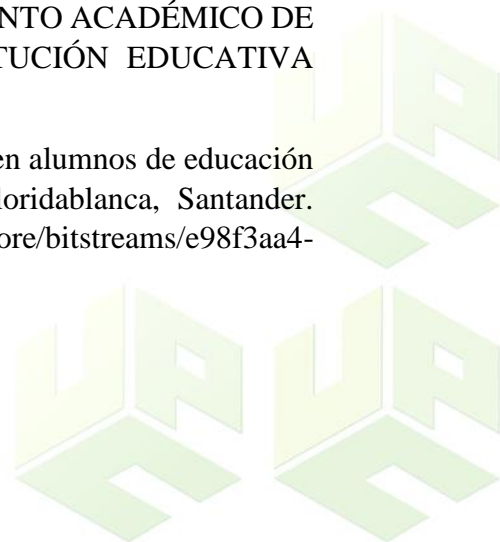 NTO ACADÉMICO DE
TUCIÓN EDUCATIVA
en alumnos de educación
loridablanca, Santander.
ore/bitstreams/e98f3aa4-